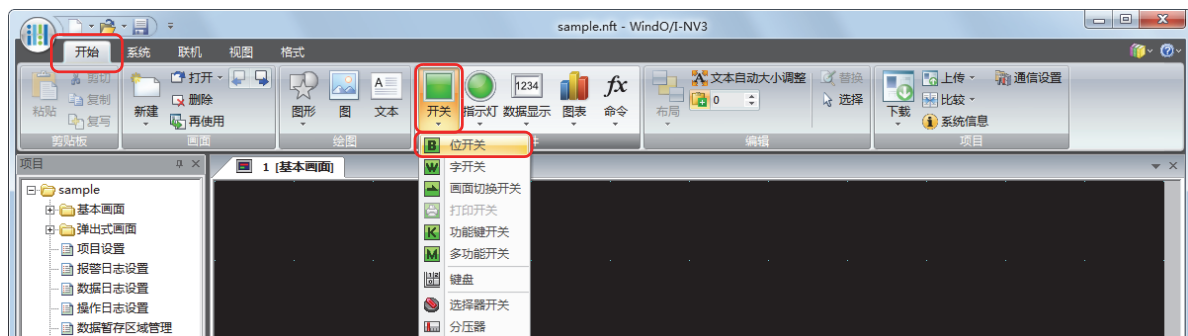 sample.nft - WindO/I-NV3
开始 系统 联机 视图 格式
剪切 打开 文本自动大小调整 替换 上传 通信设置
粘贴 复制 新建 删除 图形 图 文本 开关 指示灯 数据显示 图表 命令 布局 0 选择 下载 比较
复写 再使用 系统信息
剪贴板 画面 绘图 编辑 项目
项目 1 [基本画面] 位开关
sample 字开关
基本画面 画面切换开关
弹出式画面 打印开关
项目设置 功能键开关
报警日志设置 多功能开关
数据日志设置 键盘
操作日志设置 选择器开关
数据暂存区域管理 分压器